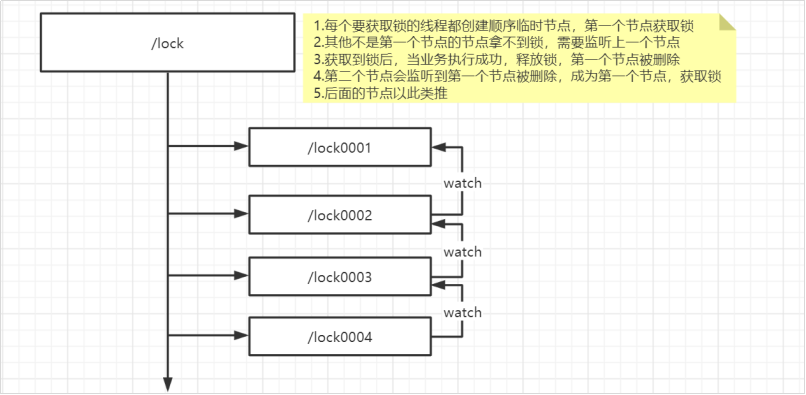 /lock
1.每个要获取锁的线程都创建顺序临时节点，第一个节点获取锁
2.其他不是第一个节点的节点拿不到锁，需要监听上一个节点
3.获取到锁后，当业务执行成功，释放锁，第一个节点被删除
4.第二个节点会监听到第一个节点被删除，成为第一个节点，获取锁
5.后面的节点以此类推
/lock0001
watch
/lock0002
watch
/lock0003
watch
/lock0004